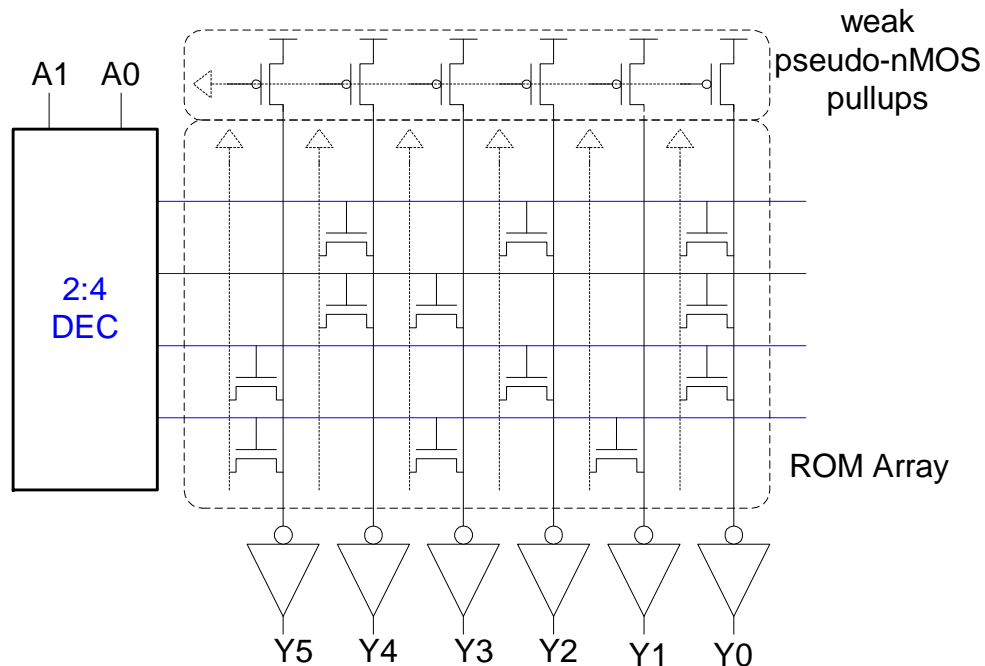 weak
pseudo-nMOS
pullups
A1 A0
2:4
DEC
ROM Array
Y5 Y4 Y3 Y2 Y1 Y0